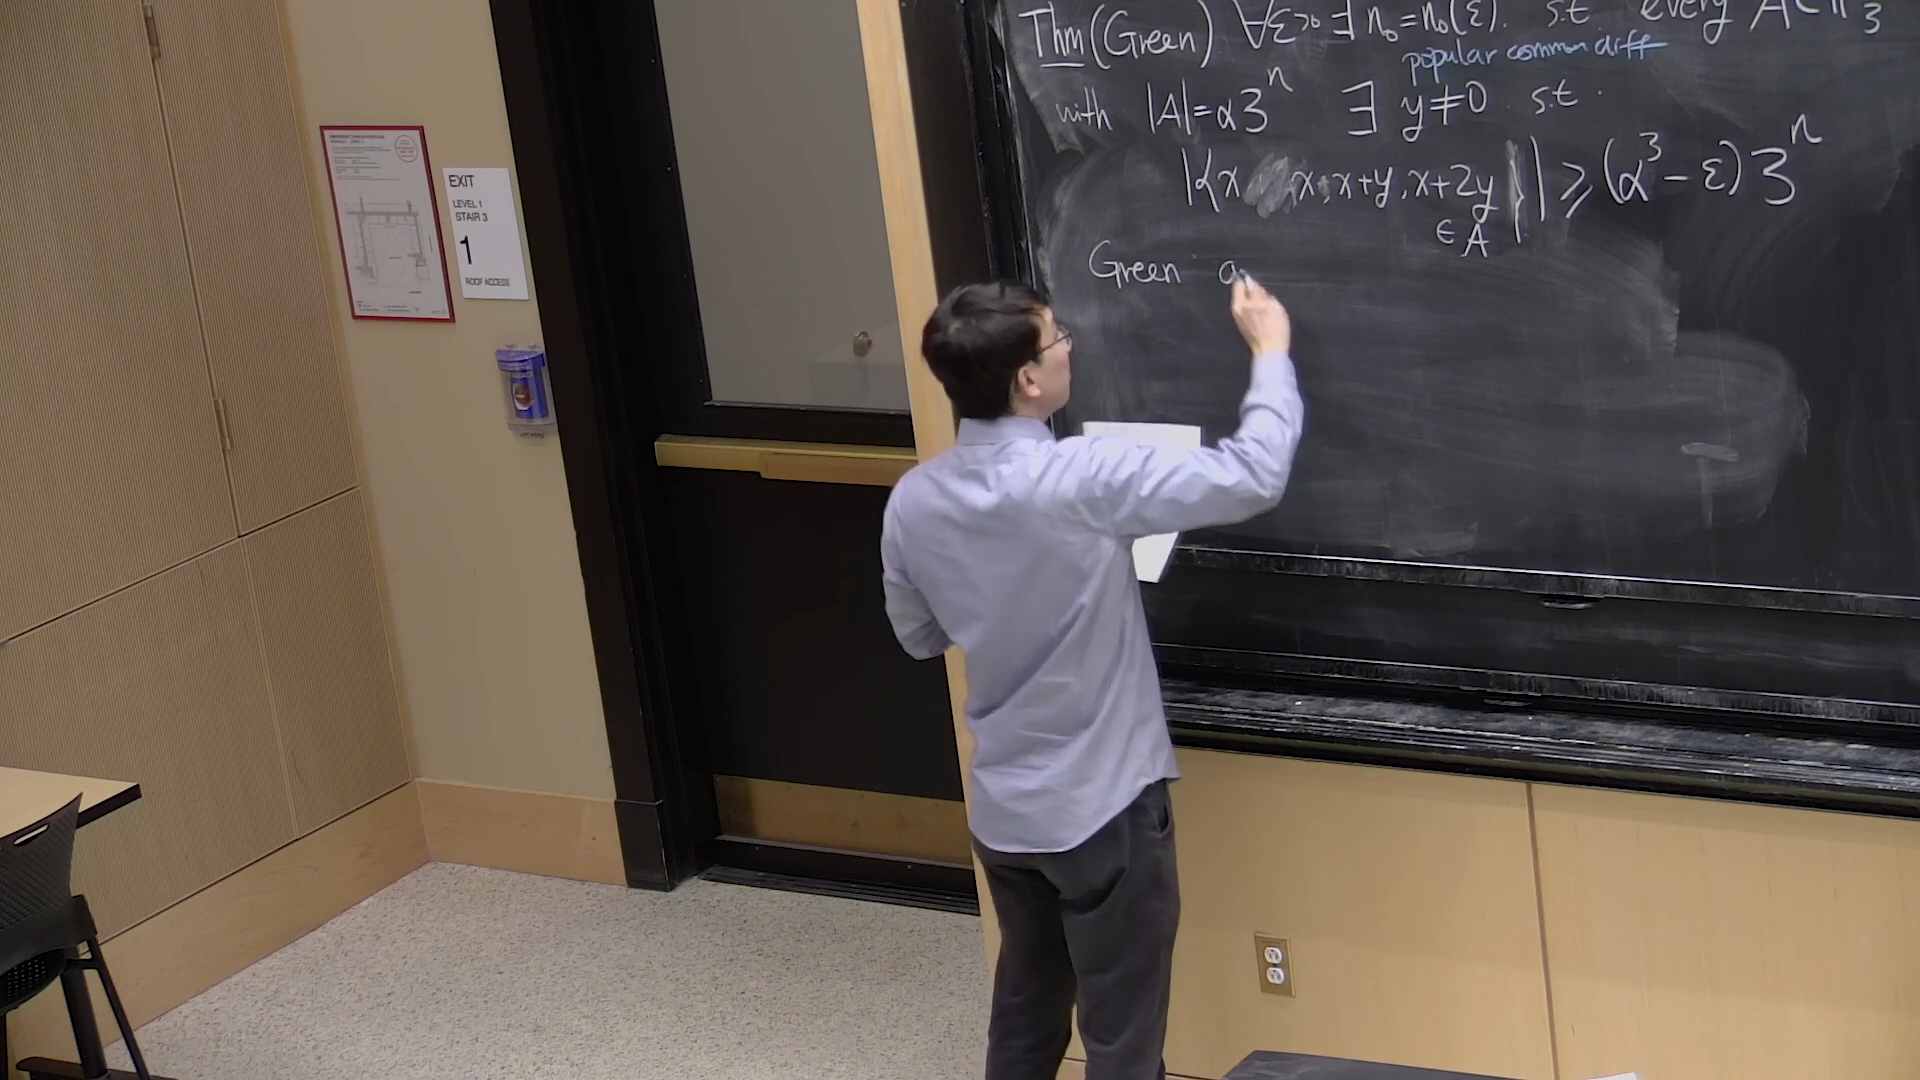 EXIT
LEVEL 1
STAIR 3
1
ROOF ACCESS
Thm (Green) ∀ε>0 ∃ n₀=n₀(ε). s.t. every A⊂
popular common diff
with |A|=α3ⁿ ∃ y≠0 s.t.
|{x : x, x+y, x+2y }| ≥ (α³-ε)3ⁿ
∈ A
Green a